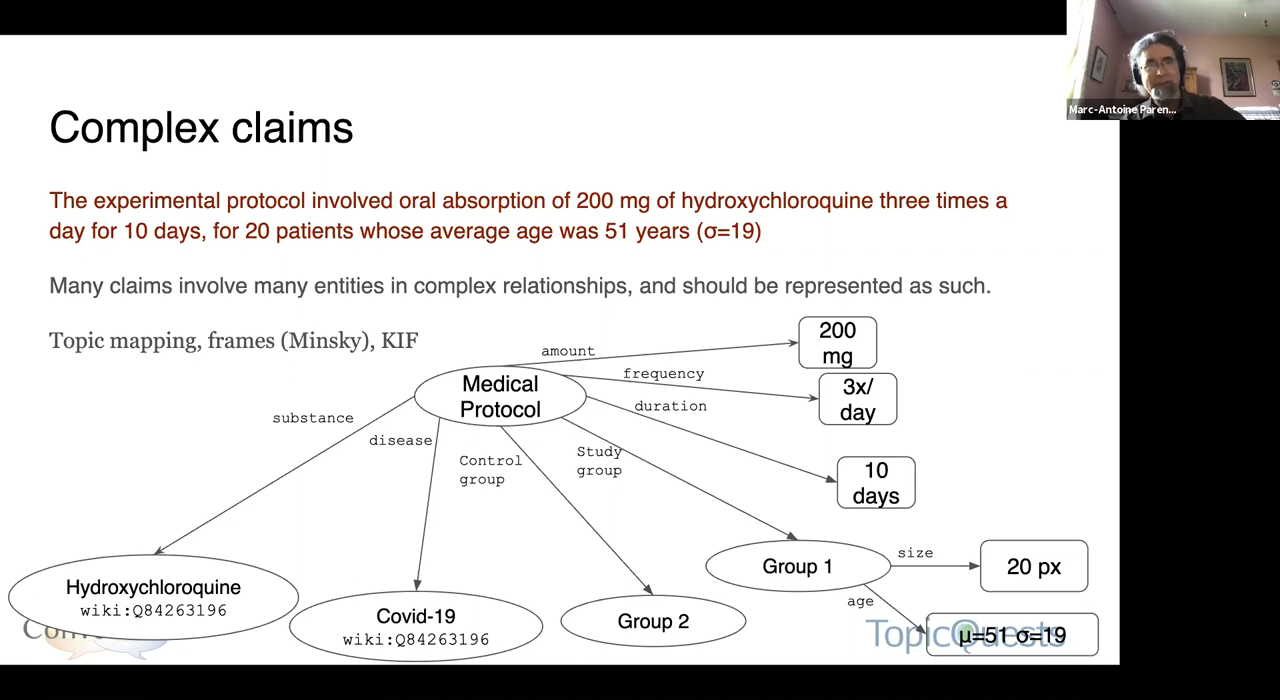 Marc-Antoine Paren...
Complex claims
The experimental protocol involved oral absorption of 200 mg of hydroxychloroquine three times a
day for 10 days, for 20 patients whose average age was 51 years (σ=19)
Many claims involve many entities in complex relationships, and should be represented as such.
Topic mapping, frames (Minsky), KIF
amount
200
mg
frequency
3x/
day
Medical
Protocol
duration
substance
disease
Control
group
Study
group
10
days
Group 1
size
20 px
age
Hydroxychloroquine
wiki:Q84263196
Covid-19
wiki:Q84263196
Group 2
μ=51 σ=19
TopicQuests